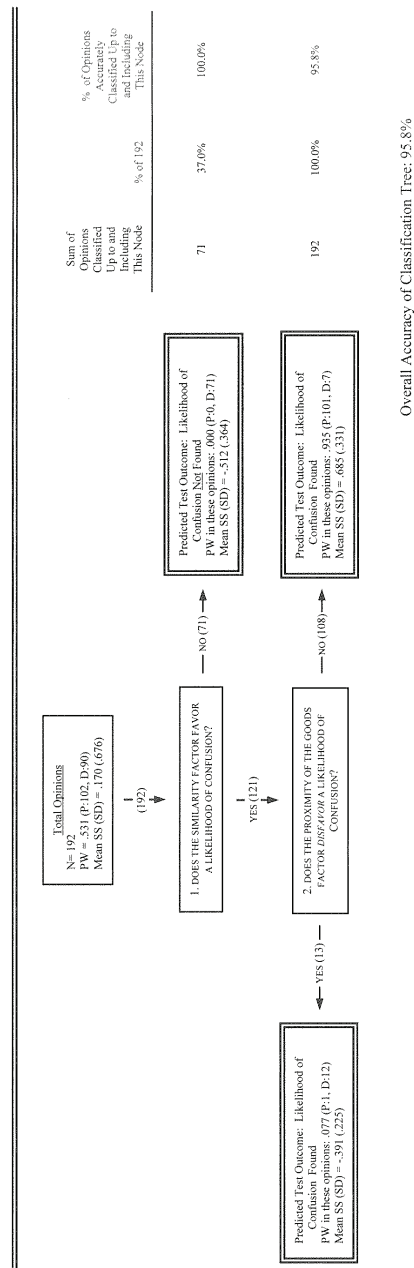 Total Opinions
N= 192
PW = .531 (P:102, D:90)
Mean SS (SD) = .170 (.676)
(192)
Sum of
Opinions
Classified
Up to and
Including
This Node
% of 192
% of Opinions
Accurately
Classified Up to
and Including
This Node
1. DOES THE SIMILARITY FACTOR FAVOR
A LIKELIHOOD OF CONFUSION?
NO (71)
Predicted Test Outcome: Likelihood of
Confusion Not Found
PW in these opinions: .000 (P:0, D:71)
Mean SS (SD) = -.512 (.364)
71
37.0%
100.0%
YES (121)
Predicted Test Outcome: Likelihood of
Confusion Found
PW in these opinions: .077 (P:1, D:12)
Mean SS (SD) = -.391 (.225)
YES (13)
2. DOES THE PROXIMITY OF THE GOODS
FACTOR DISFAVOR A LIKELIHOOD OF
CONFUSION?
NO (108)
Predicted Test Outcome: Likelihood of
Confusion Found
PW in these opinions: .935 (P:101, D:7)
Mean SS (SD) = .685 (.331)
192
100.0%
95.8%
Overall Accuracy of Classification Tree: 95.8%